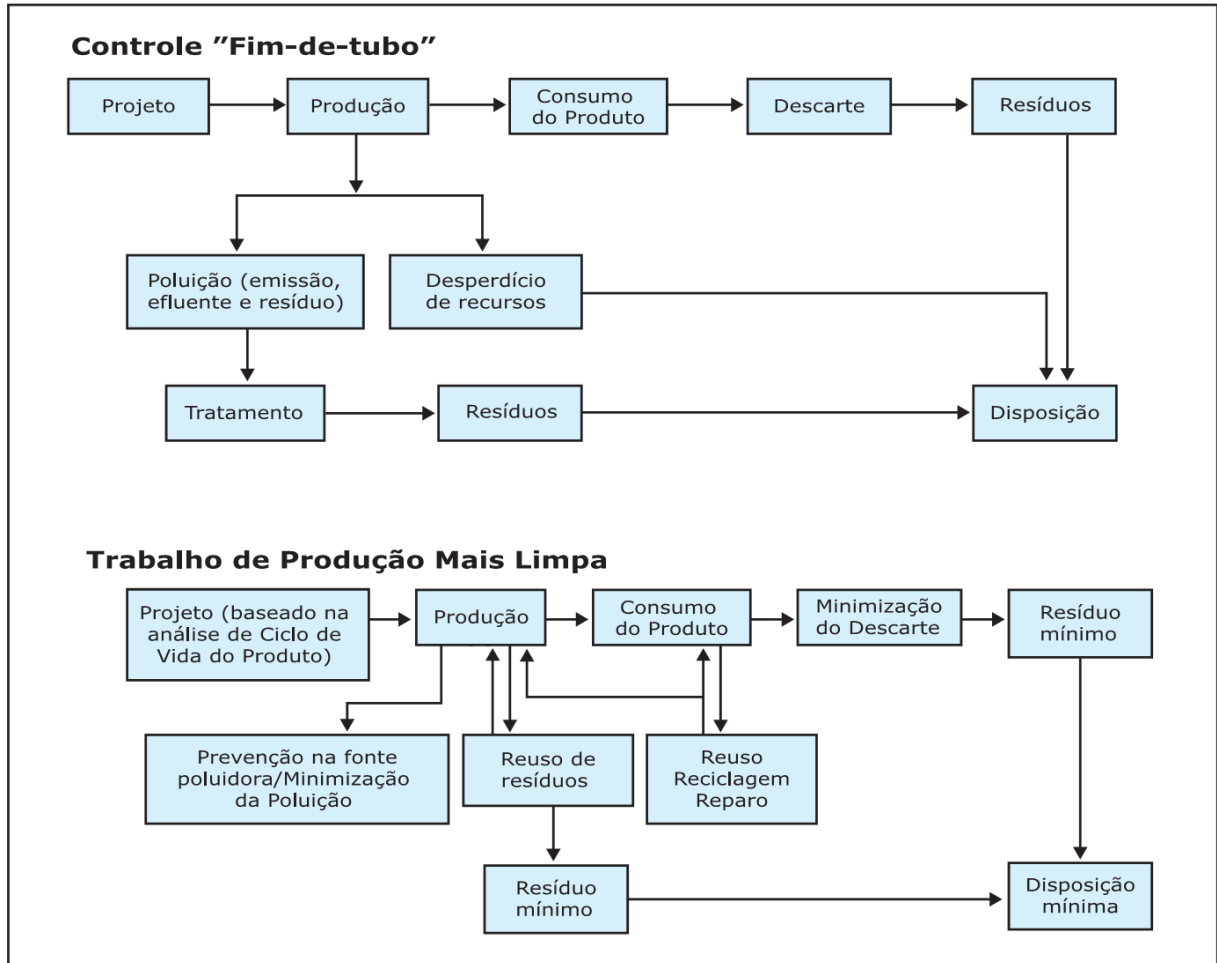 Controle ”Fim-de-tubo”
Projeto
Produção
Consumo
do Produto
Descarte
Resíduos
Poluição (emissão,
efluente e resíduo)
Desperdício
de recursos
Tratamento
Resíduos
Disposição
Trabalho de Produção Mais Limpa
Projeto (baseado na
análise de Ciclo de
Vida do Produto)
Produção
Consumo
do Produto
Minimização
do Descarte
Resíduo
mínimo
Prevenção na fonte
poluidora/Minimização
da Poluição
Reuso de
resíduos
Reuso
Reciclagem
Reparo
Resíduo
mínimo
Disposição
mínima